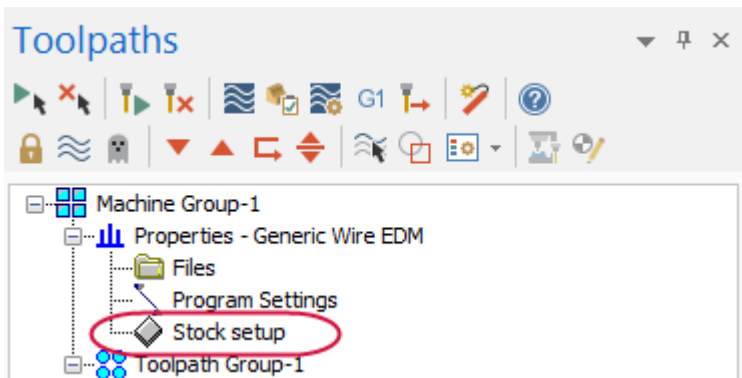 Toolpaths
G1
Machine Group-1
Properties - Generic Wire EDM
Files
Program Settings
Stock setup
Toolpath Group-1